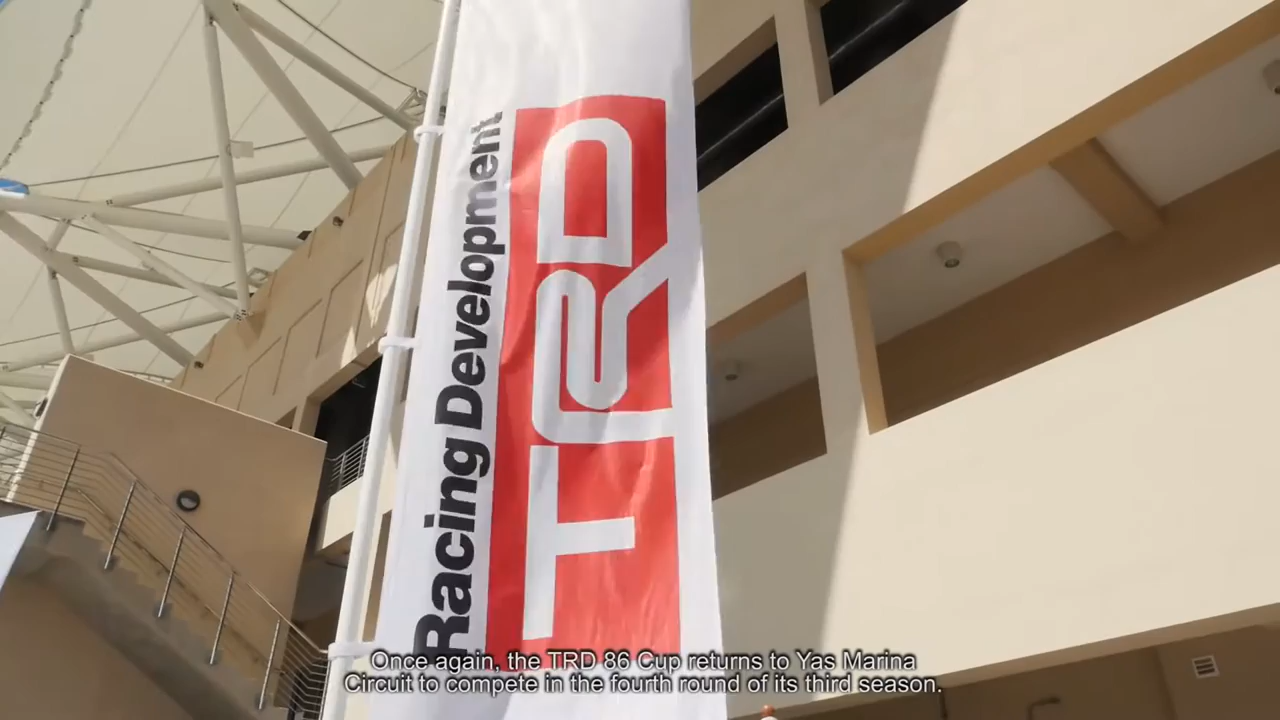 TRD
Racing Development
Once again, the TRD 86 Cup returns to Yas Marina
Circuit to compete in the fourth round of its third season.